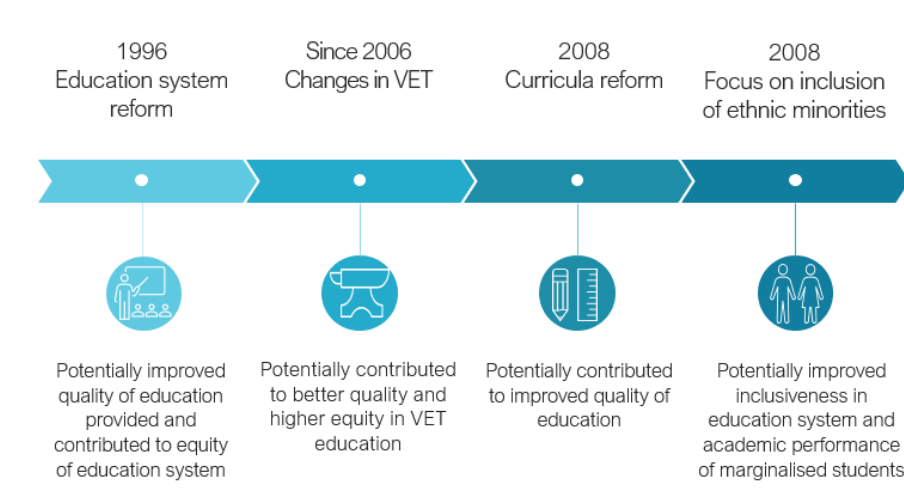 1996
Education system
reform
Since 2006
Changes in VET
2008
Curricula reform
2008
Focus on inclusion
of ethnic minorities
Potentially improved
quality of education
provided and
contributed to equity
of education system
Potentially contributed
to better quality and
higher equity in VET
education
Potentially contributed
to improved quality of
education
Potentially improved
inclusiveness in
education system and
academic performance
of marginalised students